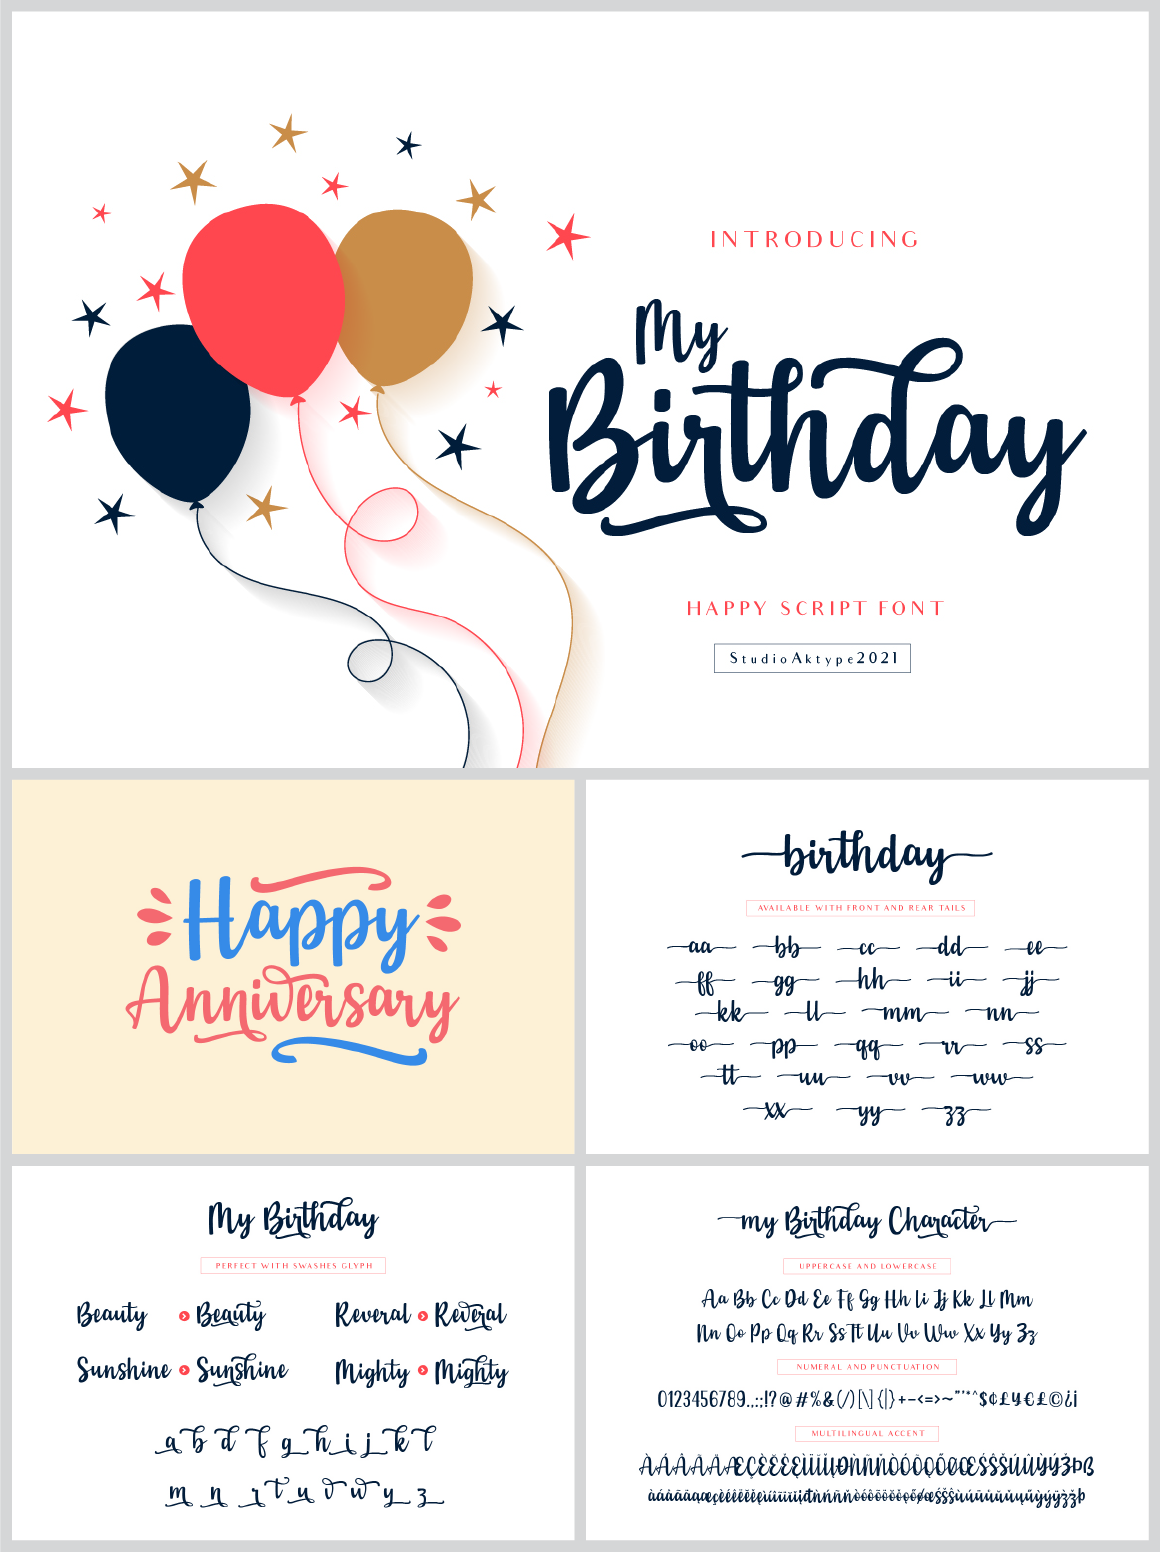 INTRODUCING
My
Birthday
HAPPY SCRIPT FONT
StudioAktype2021
Happy
Anniversary
birthday
AVAILABLE WITH FRONT AND REAR TAILS
aa bb cc dd ee
ff gg hh ii jj
kk ll mm nn
oo pp qq rr ss
tt uu vv ww
xx yy zz
My Birthday
PERFECT WITH SWASHES GLYPH
Beauty Beauty Reveral Reveral
Sunshine Sunshine Mighty Mighty
a b d f g h i j k l
m n r t u v w y z
my Birthday Character
UPPERCASE AND LOWERCASE
Aa Bb Cc Dd Ee Ff Gg Hh Ii Jj Kk Ll Mm
Nn Oo Pp Qq Rr Ss Tt Uu Vv Ww Xx Yy Zz
NUMERAL AND PUNCTUATION
0123456789.,:;!?@#%&(/)[\]{|}+-<=>~"'*^$¢£¥€£©¿¡
MULTILINGUAL ACCENT